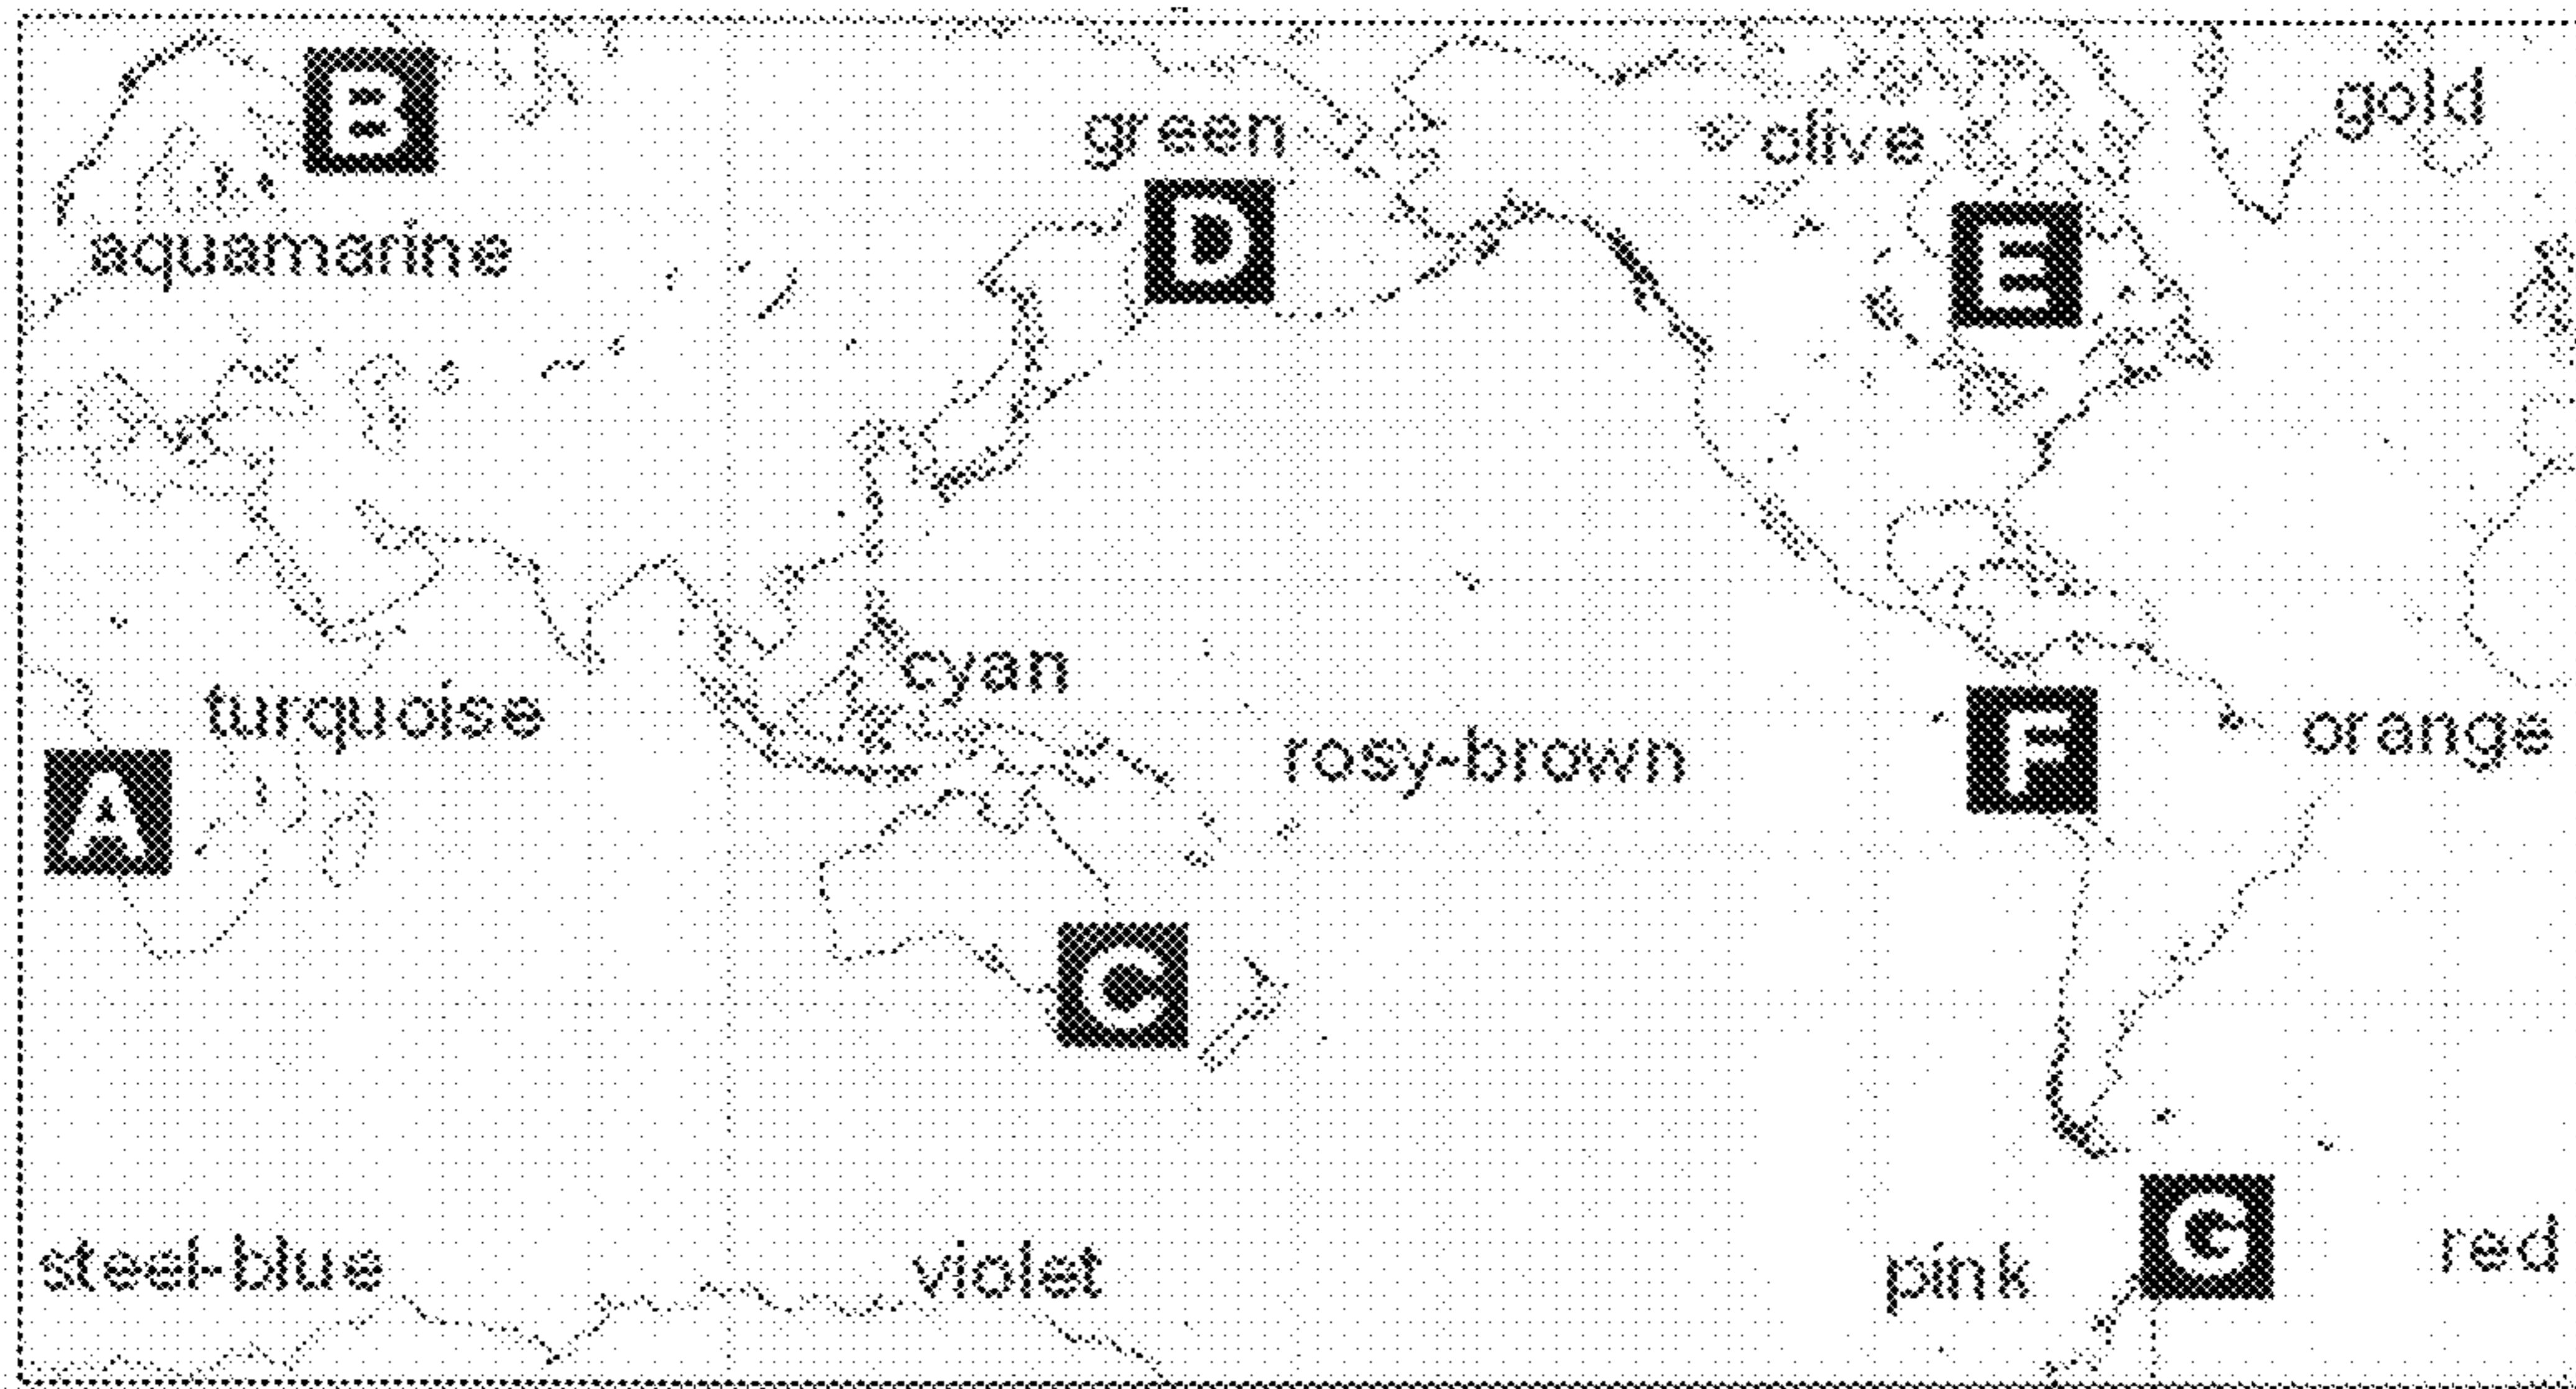 B
gold
green
olive
D
E
aquamarine
cyan
turquoise
F
orange
rosy-brown
A
C
G
steel-blue
violet
pink
red